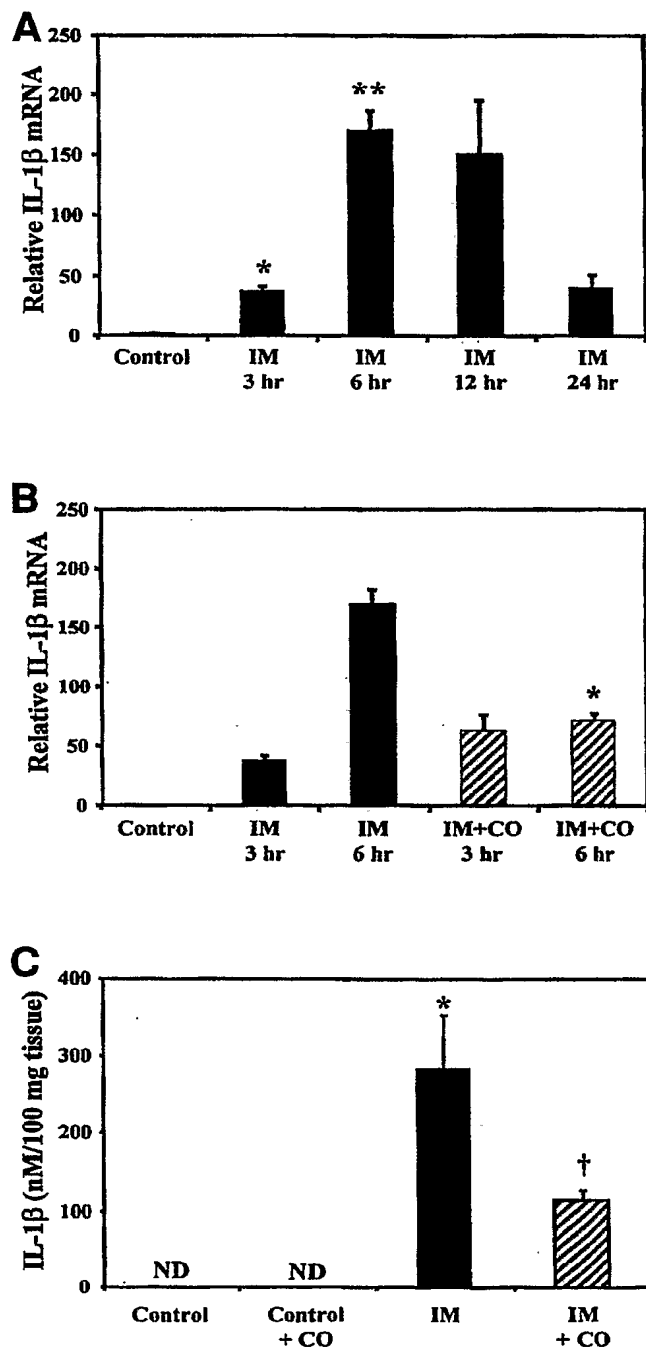 A
Relative IL-1β mRNA
250
200
150
100
50
0
*
**
Control
IM
3 hr
IM
6 hr
IM
12 hr
IM
24 hr
B
Relative IL-1β mRNA
250
200
150
100
50
0
*
Control
IM
3 hr
IM
6 hr
IM+CO
3 hr
IM+CO
6 hr
C
IL-1β (nM/100 mg tissue)
400
300
200
100
0
ND
ND
*
†
Control
Control
+ CO
IM
IM
+ CO